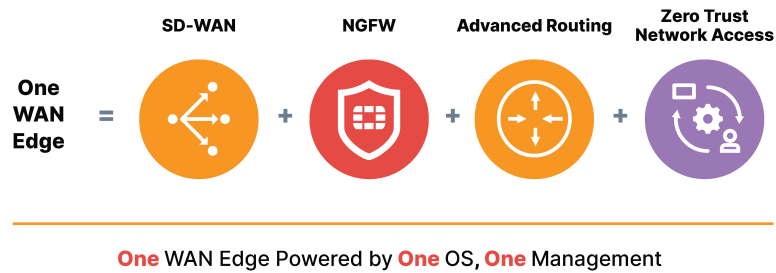 SD-WAN
NGFW
Advanced Routing
Zero Trust
Network Access
One
WAN
Edge
=
+
+
+
One WAN Edge Powered by One OS, One Management